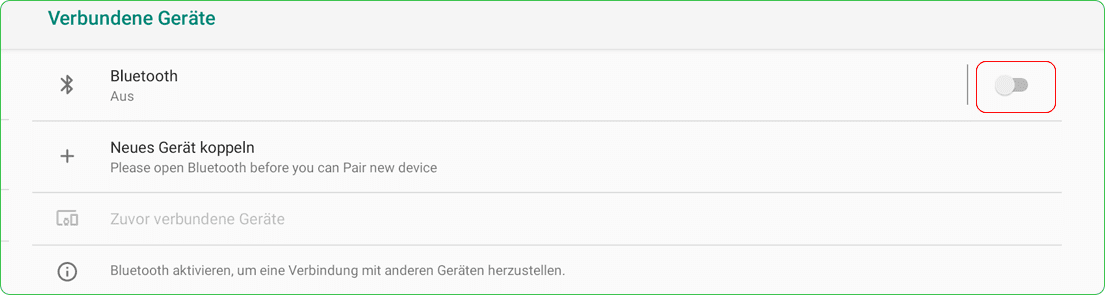 Verbundene Geräte
Bluetooth
Aus
Neues Gerät koppeln
Please open Bluetooth before you can Pair new device
Zuvor verbundene Geräte
Bluetooth aktivieren, um eine Verbindung mit anderen Geräten herzustellen.